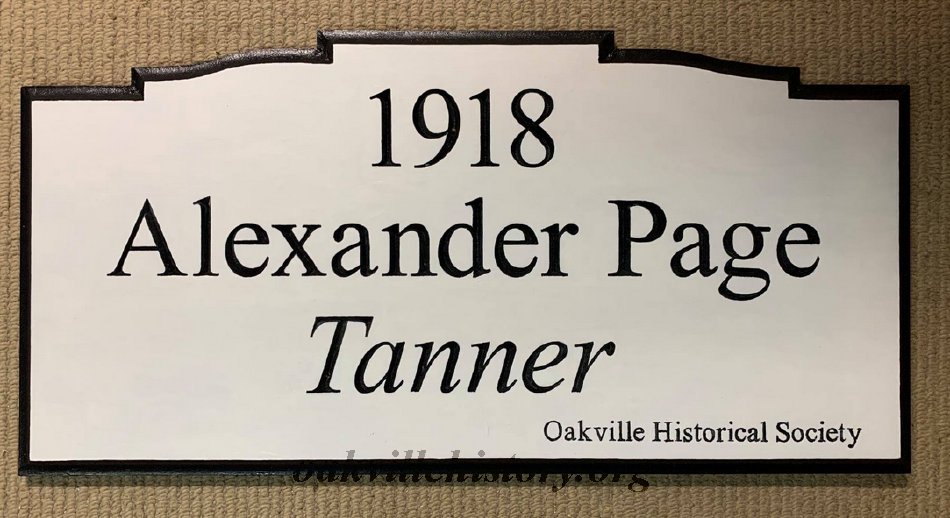 1918
Alexander Page
Tanner
Oakville Historical Society
oakvillehistory.org